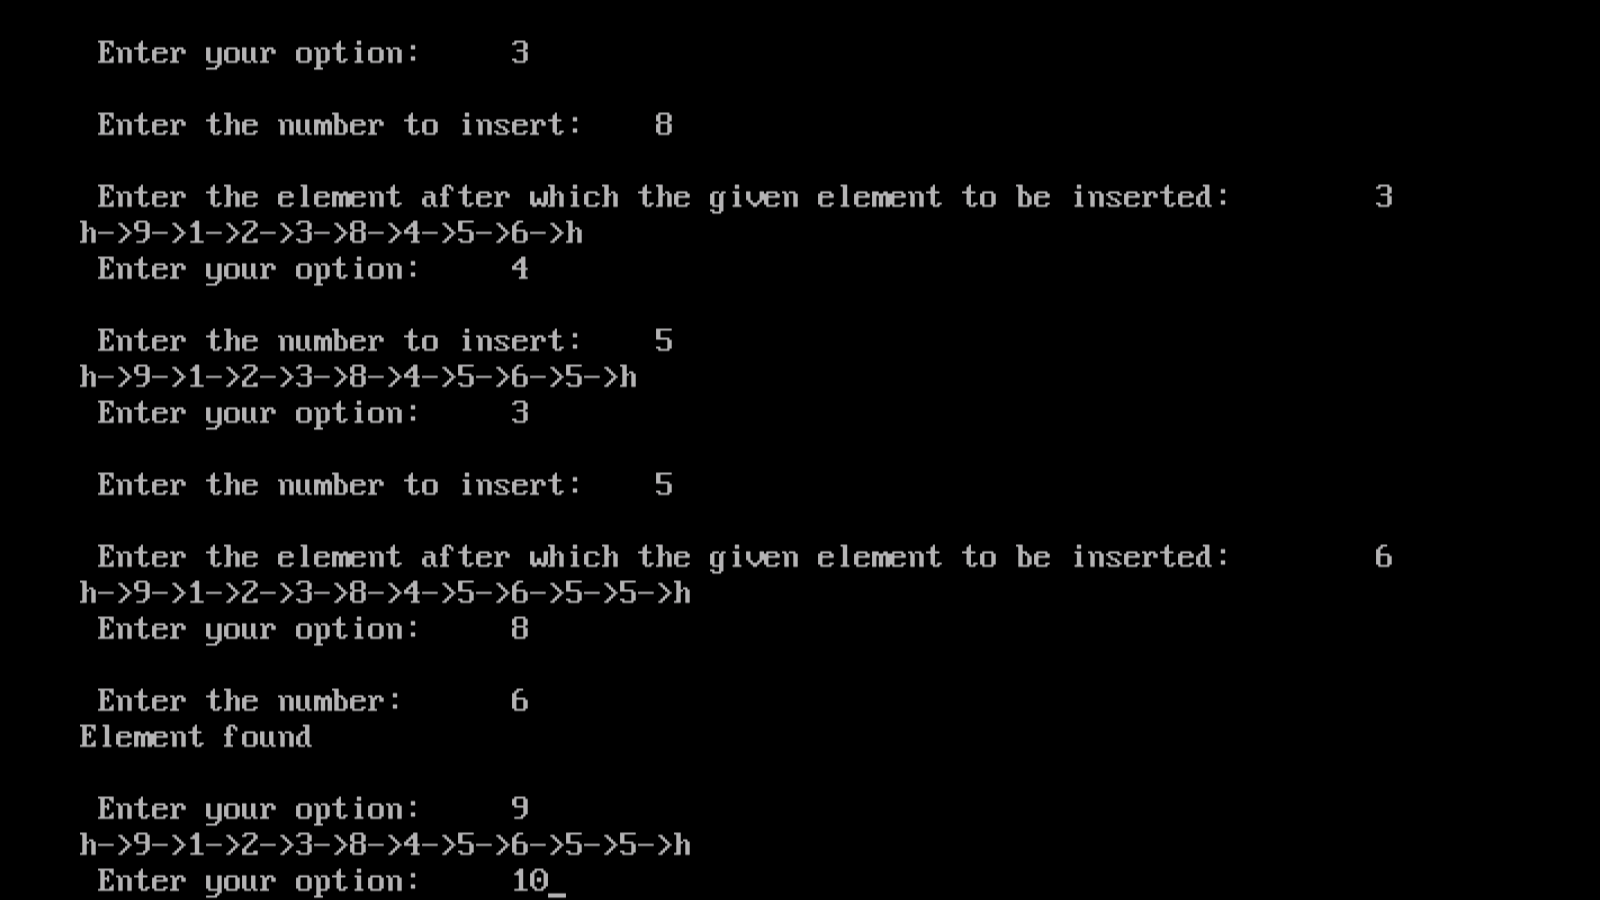 Enter your option: 3
Enter the number to insert: 8
Enter the element after which the given element to be inserted: 3
h->9->1->2->3->8->4->5->6->h
Enter your option: 4
Enter the number to insert: 5
h->9->1->2->3->8->4->5->6->5->h
Enter your option: 3
Enter the number to insert: 5
Enter the element after which the given element to be inserted: 6
h->9->1->2->3->8->4->5->6->5->5->h
Enter your option: 8
Enter the number: 6
Element found
Enter your option: 9
h->9->1->2->3->8->4->5->6->5->5->h
Enter your option: 10_